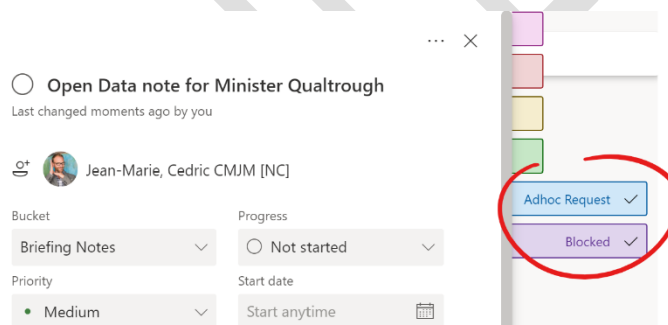 Open Data note for Minister Qualtrough
Last changed moments ago by you
Jean-Marie, Cedric CMJM [NC]
Bucket
Progress
Briefing Notes
Not started
Priority
Start date
Medium
Start anytime
Adhoc Request
Blocked